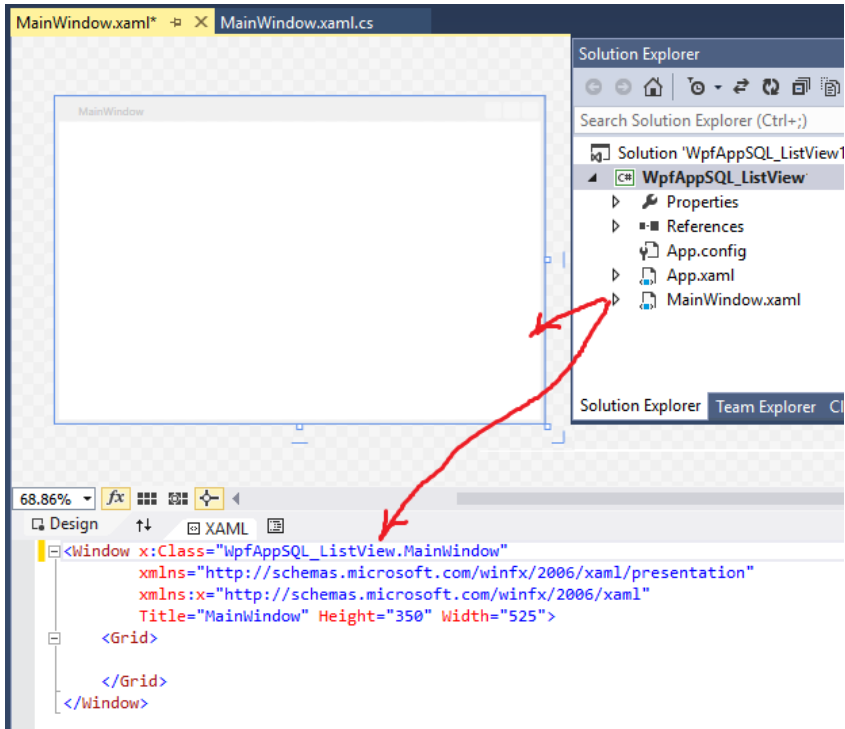 MainWindow.xaml* MainWindow.xaml.cs
MainWindow
Solution Explorer
Search Solution Explorer (Ctrl+;)
Solution 'WpfAppSQL_ListView1
C# WpfAppSQL_ListView
Properties
References
App.config
App.xaml
MainWindow.xaml
Solution Explorer Team Explorer Cl
68.86% fx
Design XAML
<Window x:Class="WpfAppSQL_ListView.MainWindow"
xmlns="http://schemas.microsoft.com/winfx/2006/xaml/presentation"
xmlns:x="http://schemas.microsoft.com/winfx/2006/xaml"
Title="MainWindow" Height="350" Width="525">
<Grid>
</Grid>
</Window>